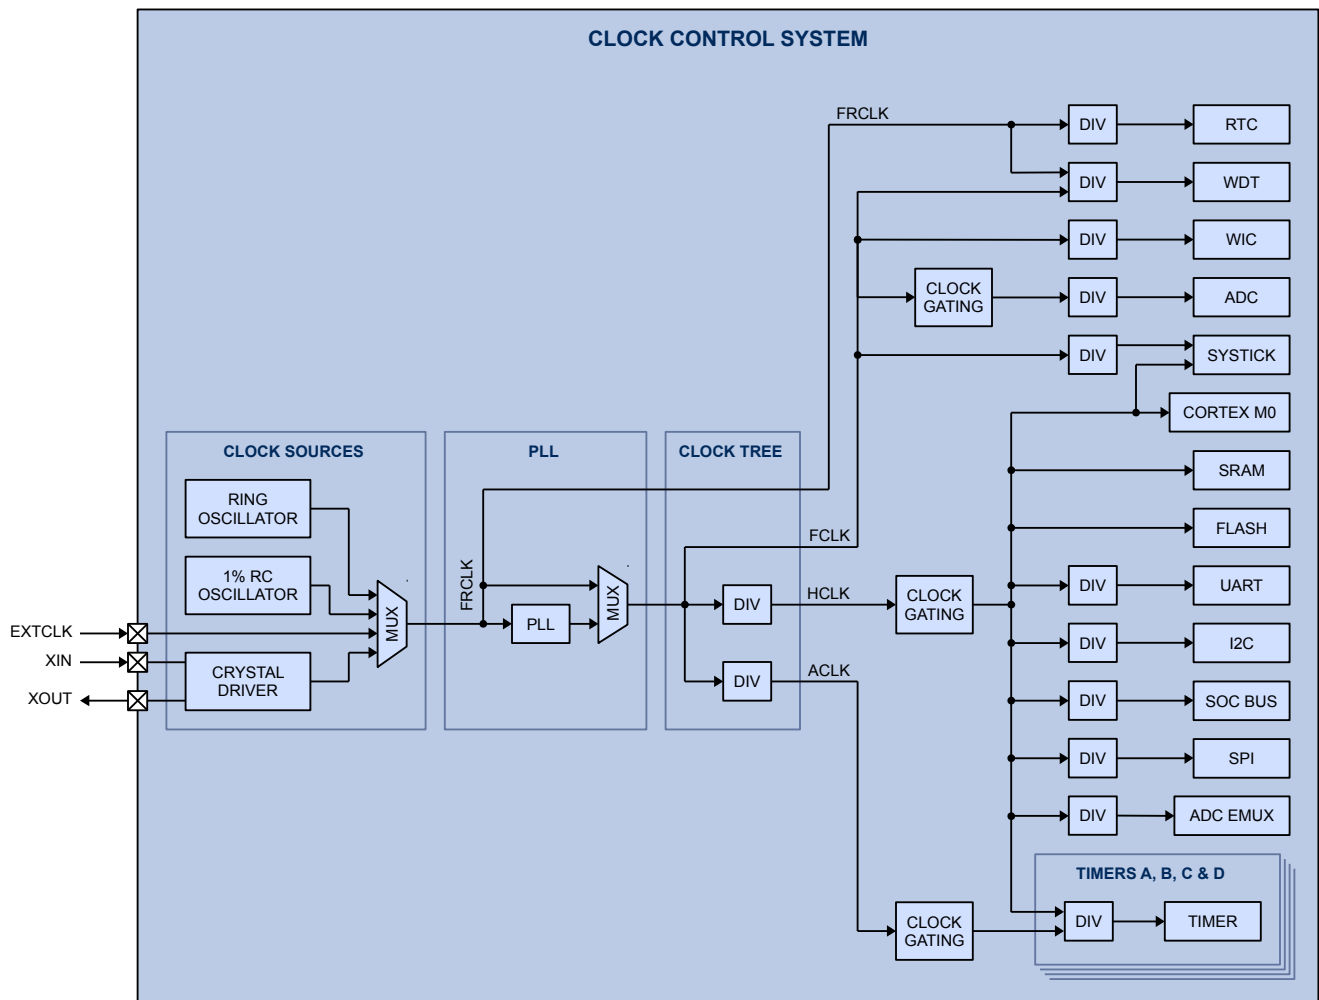 CLOCK CONTROL SYSTEM
FRCLK
DIV
RTC
DIV
WDT
DIV
WIC
CLOCK
GATING
DIV
ADC
DIV
SYSTICK
CORTEX M0
CLOCK SOURCES
PLL
CLOCK TREE
SRAM
RING
OSCILLATOR
FLASH
FCLK
1% RC
OSCILLATOR
FRCLK
MUX
MUX
PLL
DIV
HCLK
CLOCK
GATING
DIV
UART
EXTCLK
XIN
XOUT
CRYSTAL
DRIVER
DIV
ACLK
DIV
I2C
DIV
SOC BUS
DIV
SPI
DIV
ADC EMUX
TIMERS A, B, C & D
CLOCK
GATING
DIV
TIMER